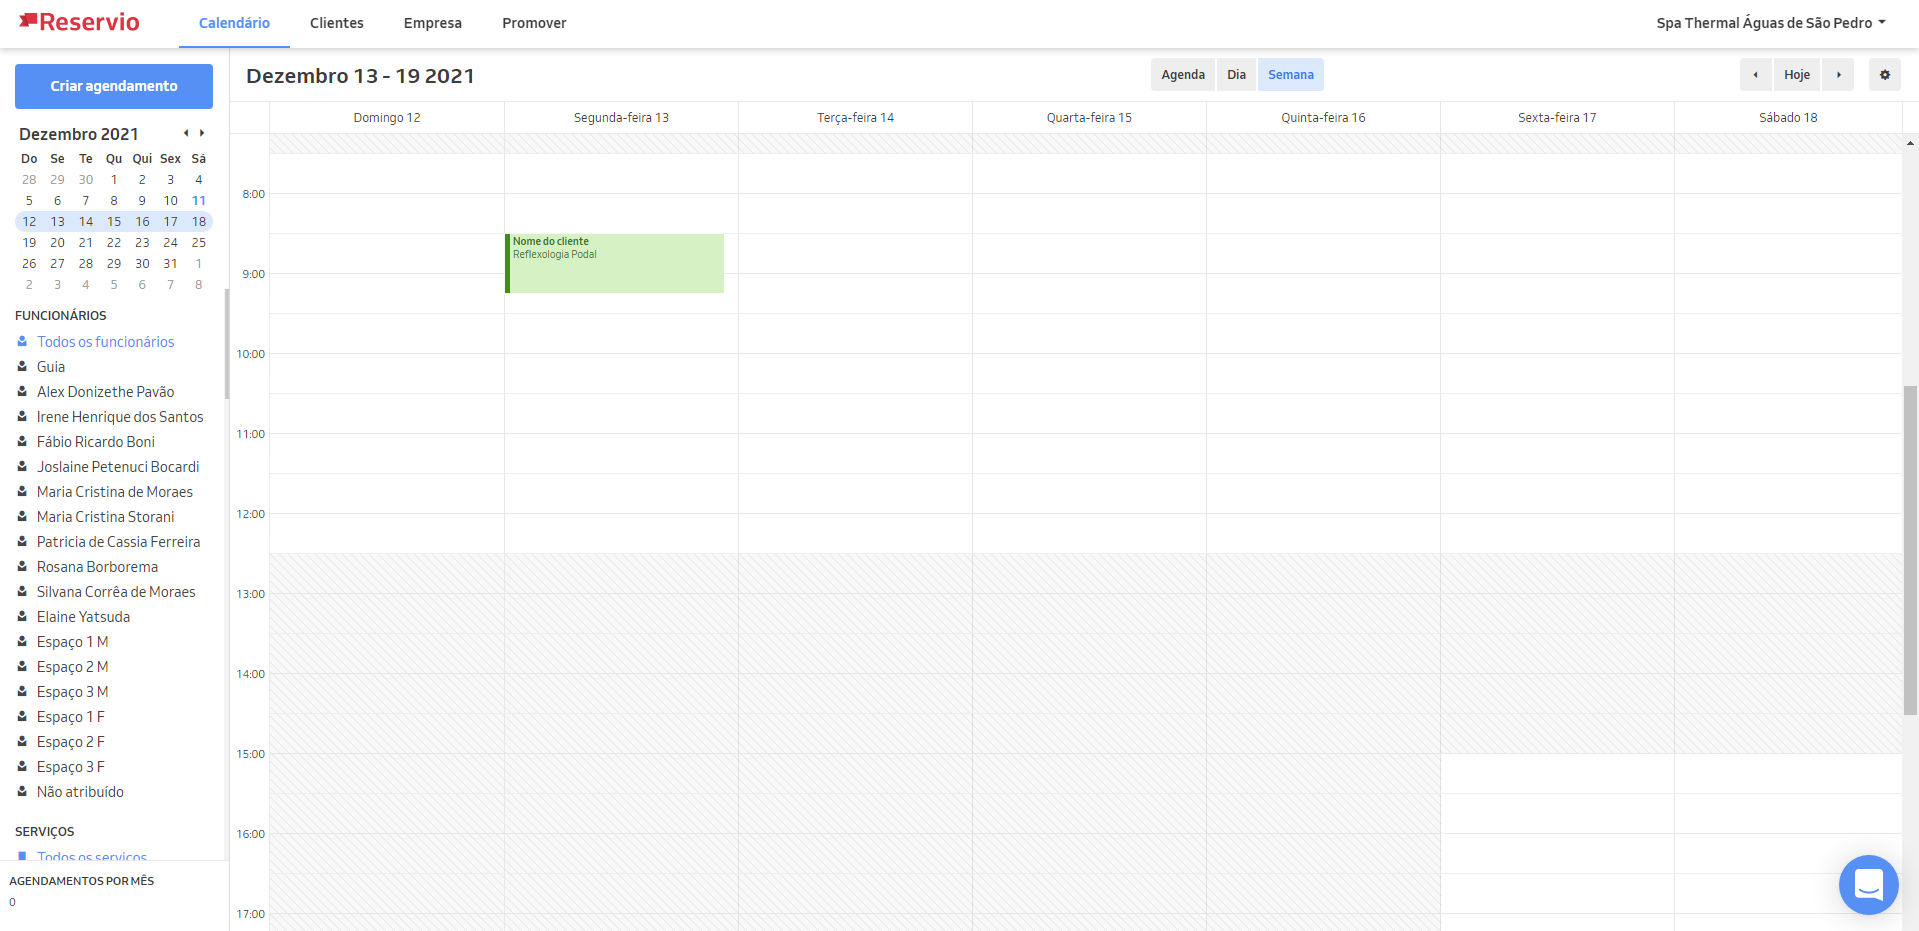 Reservio
Calendário
Clientes
Empresa
Promover
Spa Thermal Águas de São Pedro
Criar agendamento
Dezembro 2021
Do Se Te Qu Qui Sex Sá
28 29 30 1 2 3 4
5 6 7 8 9 10 11
12 13 14 15 16 17 18
19 20 21 22 23 24 25
26 27 28 29 30 31 1
2 3 4 5 6 7 8
FUNCIONÁRIOS
Todos os funcionários
Guia
Alex Donizethe Pavão
Irene Henrique dos Santos
Fábio Ricardo Boni
Joslaine Petenuci Bocardi
Maria Cristina de Moraes
Maria Cristina Storani
Patricia de Cassia Ferreira
Rosana Borborema
Silvana Corrêa de Moraes
Elaine Yatsuda
Espaço 1 M
Espaço 2 M
Espaço 3 M
Espaço 1 F
Espaço 2 F
Espaço 3 F
Não atribuído
SERVIÇOS
Todos os serviços
AGENDAMENTOS POR MÊS
0
Dezembro 13 - 19 2021
Agenda
Dia
Semana
Hoje
Domingo 12
Segunda-feira 13
Terça-feira 14
Quarta-feira 15
Quinta-feira 16
Sexta-feira 17
Sábado 18
8:00
Nome do cliente
Reflexologia Podal
9:00
10:00
11:00
12:00
13:00
14:00
15:00
16:00
17:00